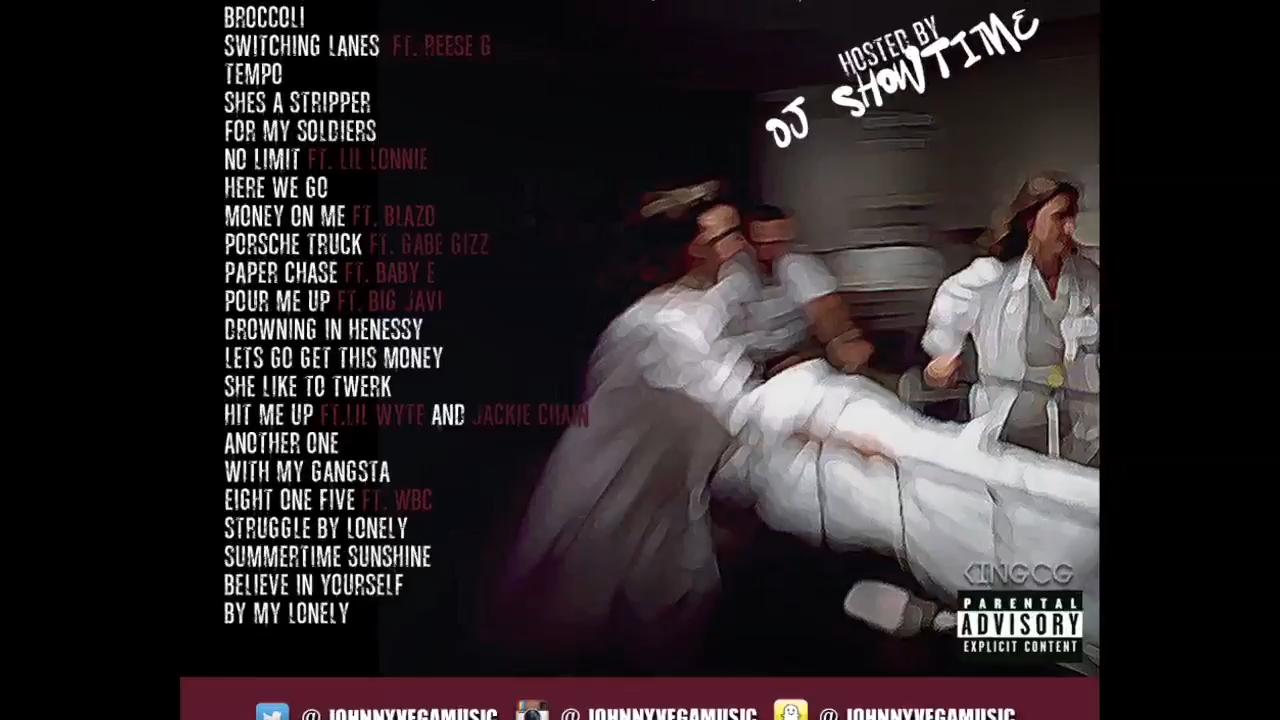 BROCCOLI
SWITCHING LANES FT. REESE G
TEMPO
SHES A STRIPPER
FOR MY SOLDIERS
NO LIMIT FT. LIL LONNIE
HERE WE GO
MONEY ON ME FT. BLAZO
PORSCHE TRUCK FT. GABE GIZZ
PAPER CHASE FT. BABY E
POUR ME UP FT. BIG JAVI
DROWNING IN HENESSY
LETS GO GET THIS MONEY
SHE LIKE TO TWERK
HIT ME UP FT.LIL WYTE AND JACKIE CHAIN
ANOTHER ONE
WITH MY GANGSTA
EIGHT ONE FIVE FT. WBC
STRUGGLE BY LONELY
SUMMERTIME SUNSHINE
BELIEVE IN YOURSELF
BY MY LONELY
HOSTED BY
DJ SHOWTIME
KINGCG
PARENTAL
ADVISORY
EXPLICIT CONTENT
@ JOHNNYVEGAMUSIC @ JOHNNYVEGAMUSIC @ JOHNNYVEGAMUSIC